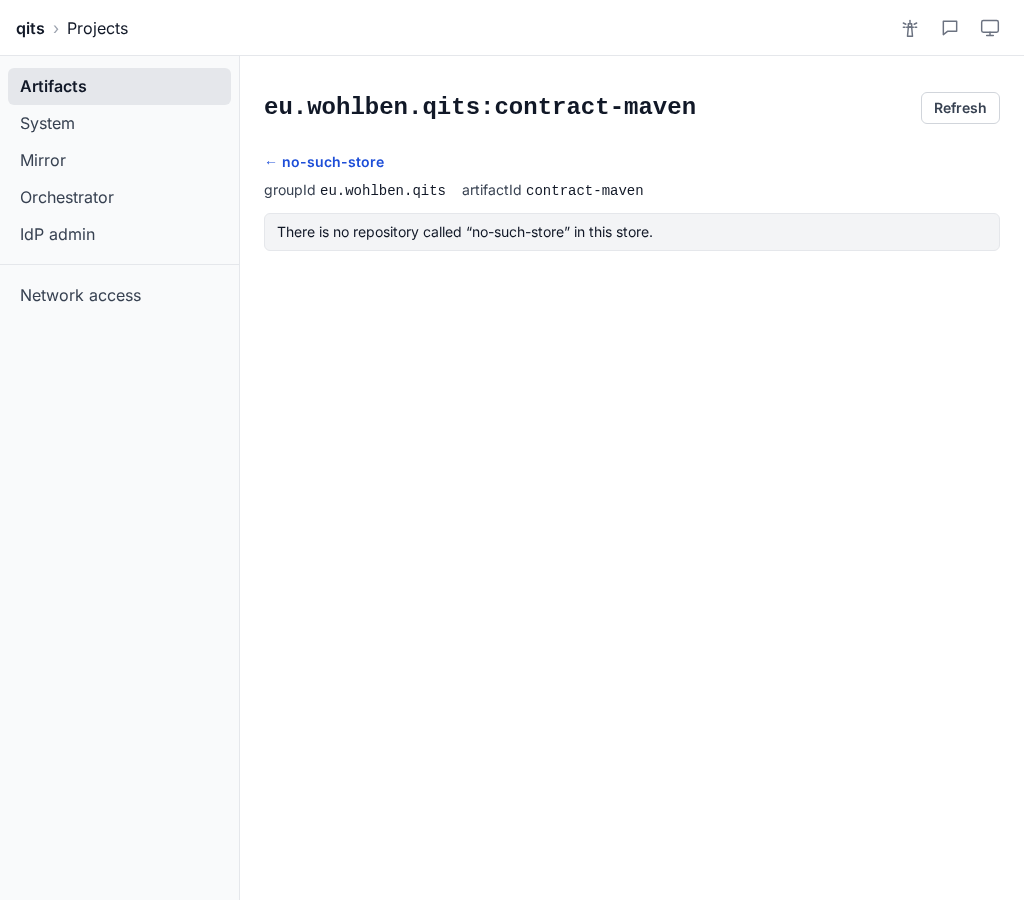 qits › Projects
Artifacts
System
Mirror
Orchestrator
IdP admin
Network access
eu.wohlben.qits:contract-maven
Refresh
← no-such-store
groupId eu.wohlben.qits artifactId contract-maven
There is no repository called “no-such-store” in this store.